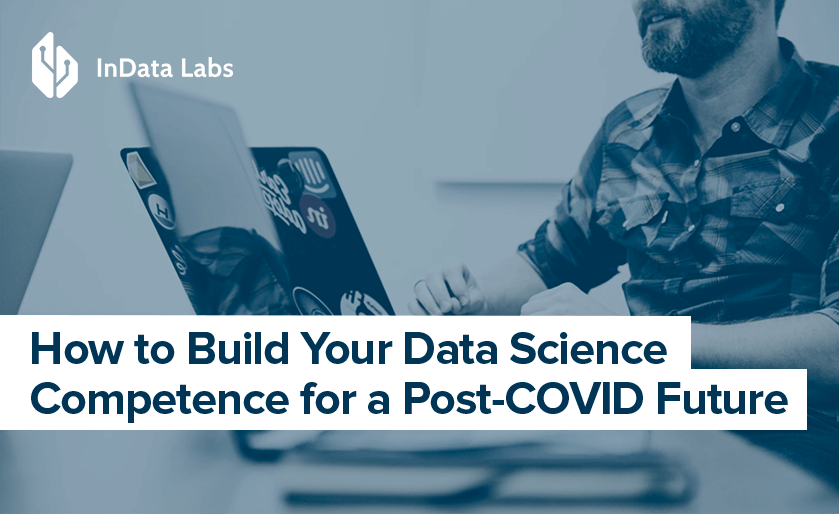 InData Labs
How to Build Your Data Science
Competence for a Post-COVID Future